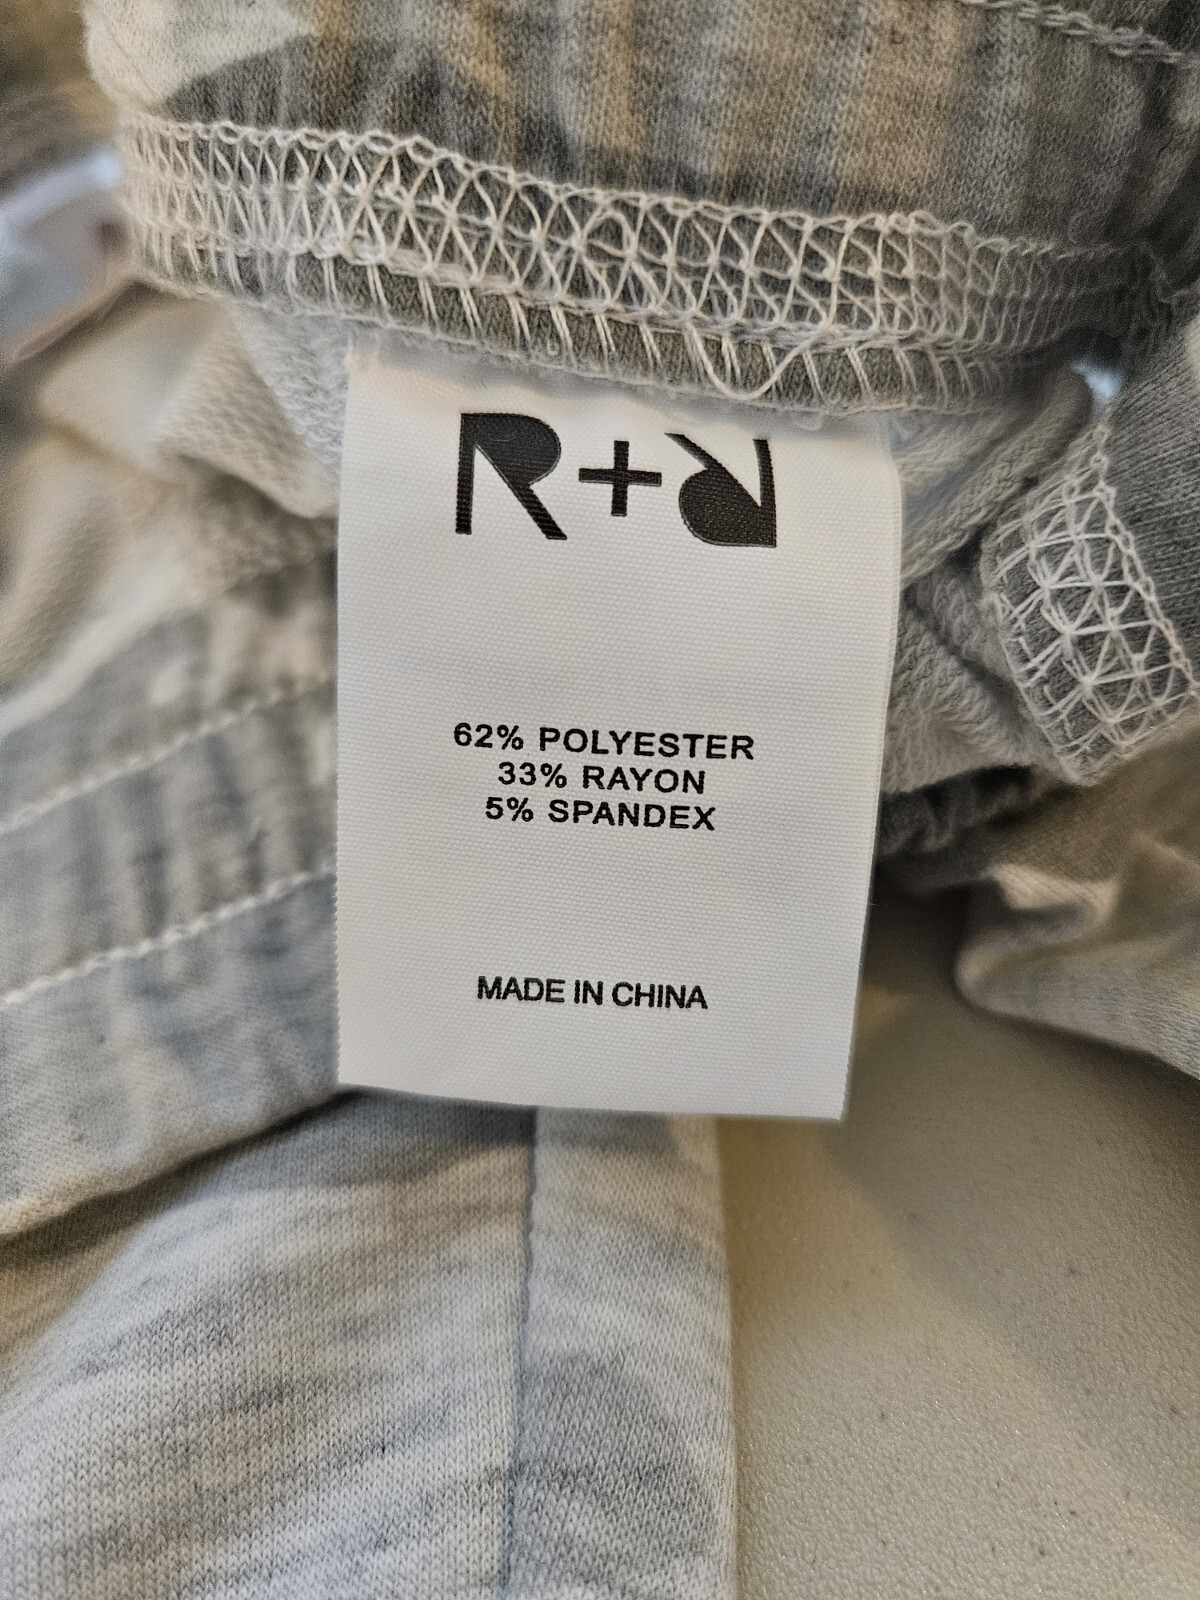 R+R
62% POLYESTER
33% RAYON
5% SPANDEX
MADE IN CHINA